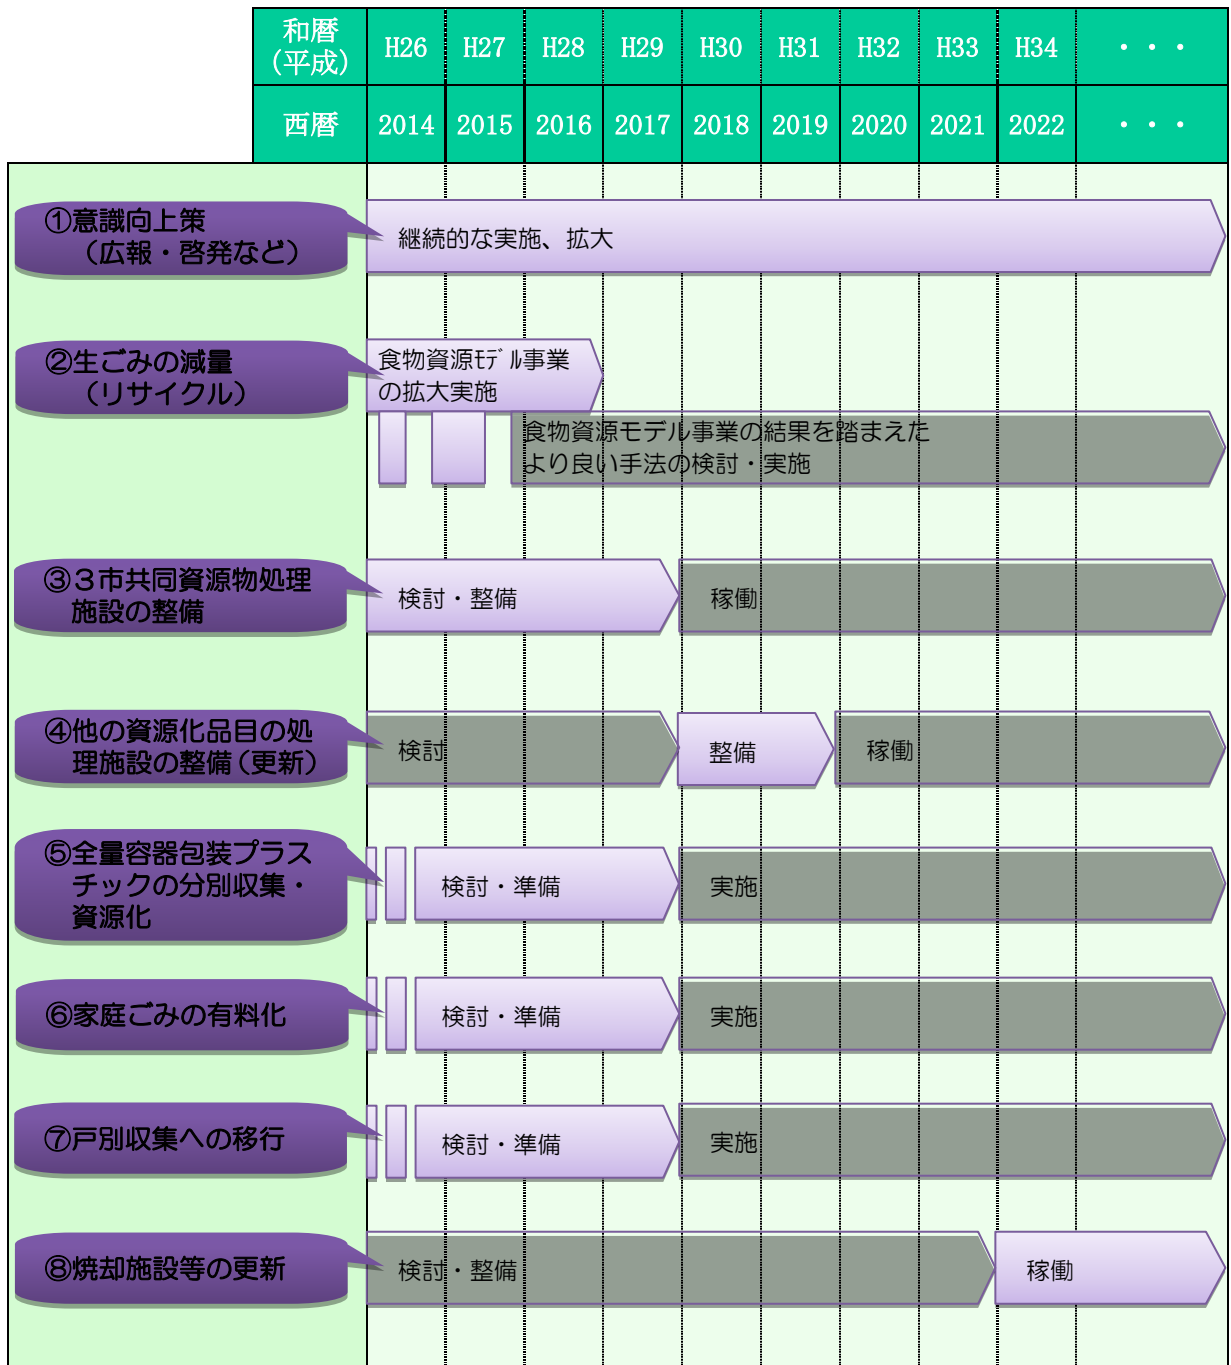 和暦
(平成)
H26 H27 H28 H29 H30 H31 H32 H33 H34 ・・・
西暦 2014 2015 2016 2017 2018 2019 2020 2021 2022 ・・・
①意識向上策
(広報・啓発など)
継続的な実施、拡大
②生ごみの減量
(リサイクル)
食物資源ﾓﾃﾞﾙ事業
の拡大実施
食物資源モデル事業の結果を踏まえた
より良い手法の検討・実施
③3市共同資源物処理
施設の整備
検討・整備 稼働
④他の資源化品目の処
理施設の整備(更新)
検討 整備 稼働
⑤全量容器包装プラス
チックの分別収集・
資源化
検討・準備 実施
⑥家庭ごみの有料化
検討・準備 実施
⑦戸別収集への移行
検討・準備 実施
⑧焼却施設等の更新
検討・整備 稼働